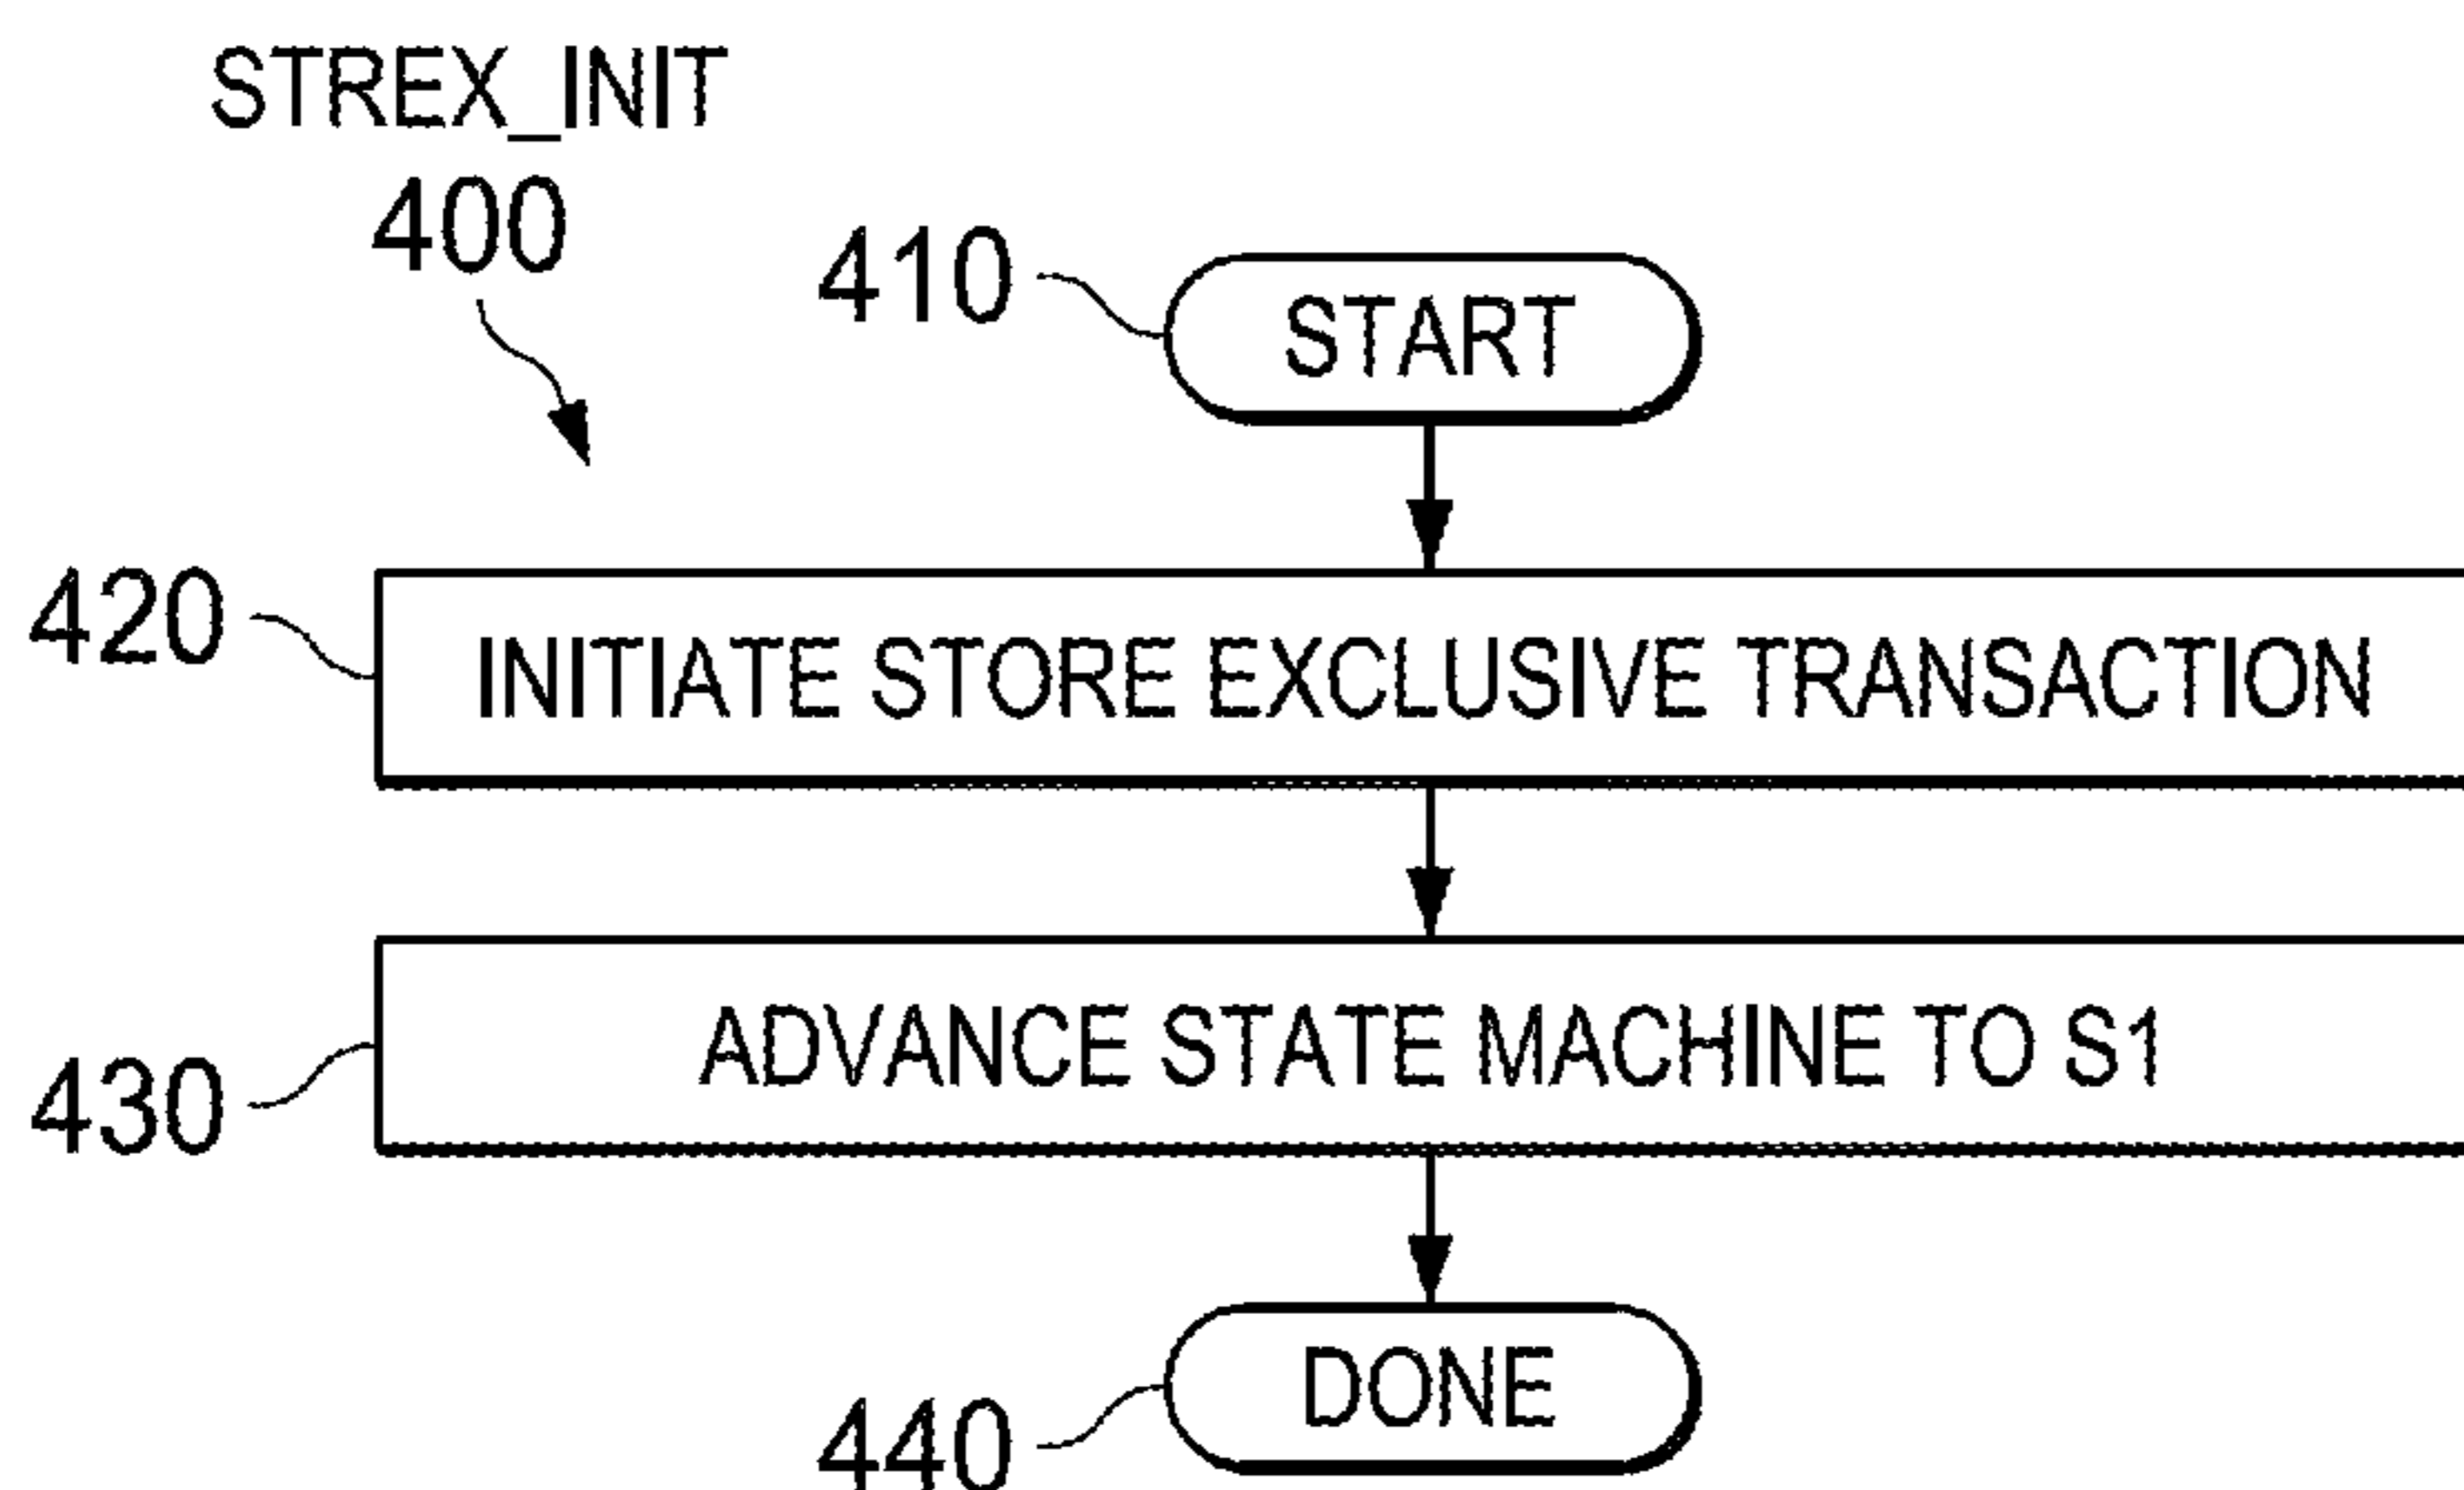 STREX_INIT
400
410
START
420
INITIATE STORE EXCLUSIVE TRANSACTION
430
ADVANCE STATE MACHINE TO S1
440
DONE